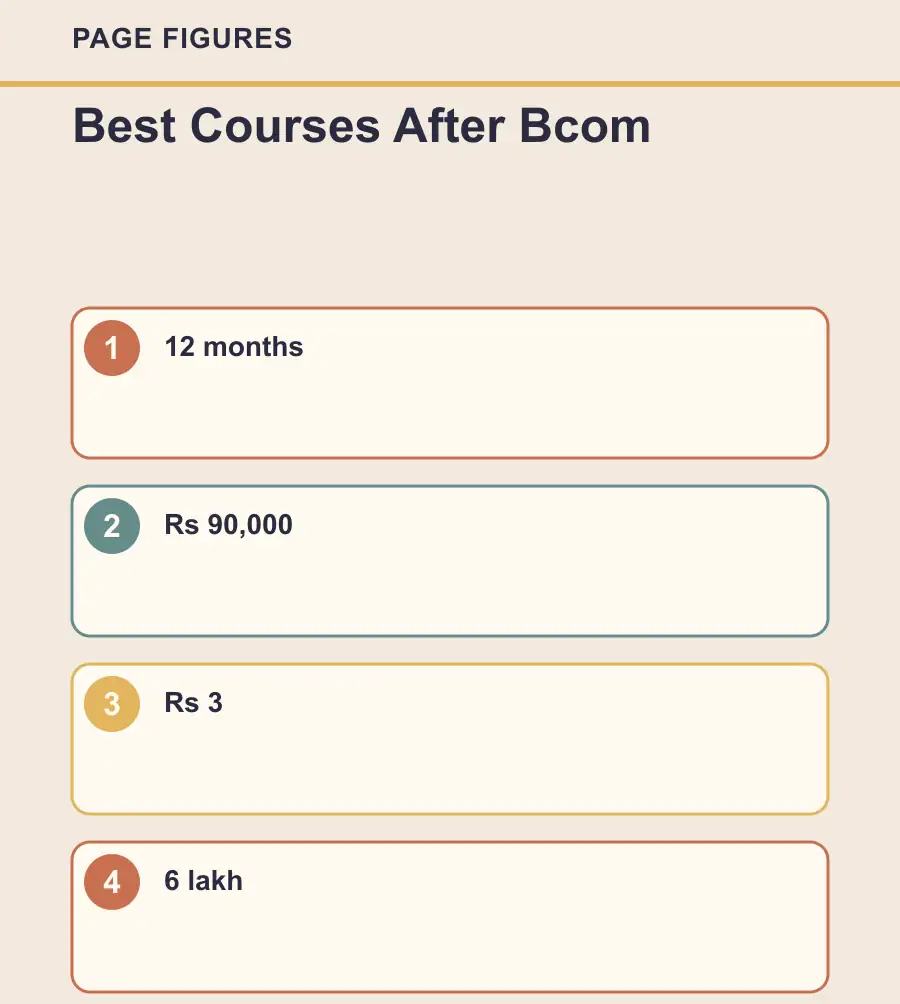 PAGE FIGURES
Best Courses After Bcom
1 12 months
2 Rs 90,000
3 Rs 3
4 6 lakh